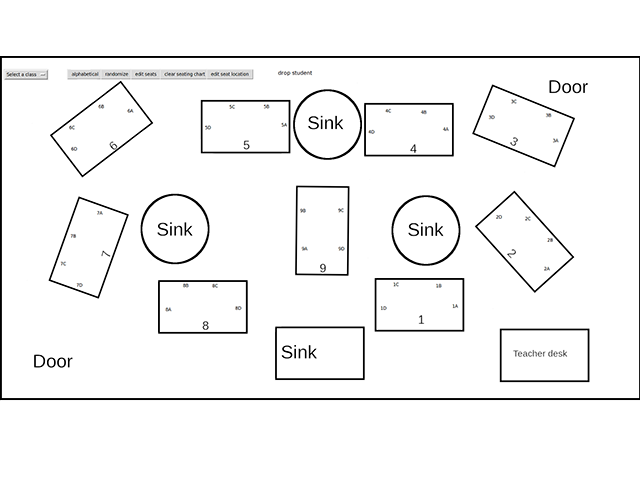 Select a class
alphabetical randomize edit seats clear seating chart edit seat location
drop student
Door
6B
6A
6C
6D
6
5C
5B
5D
5A
5
Sink
4C
4B
4D
4A
4
3C
3B
3D
3A
3
7A
7B
7C
7D
7
Sink
9B
9C
9A
9D
9
Sink
2D
2C
2B
2A
2
8B
8C
8A
8D
8
1C
1B
1D
1A
1
Door
Sink
Teacher desk